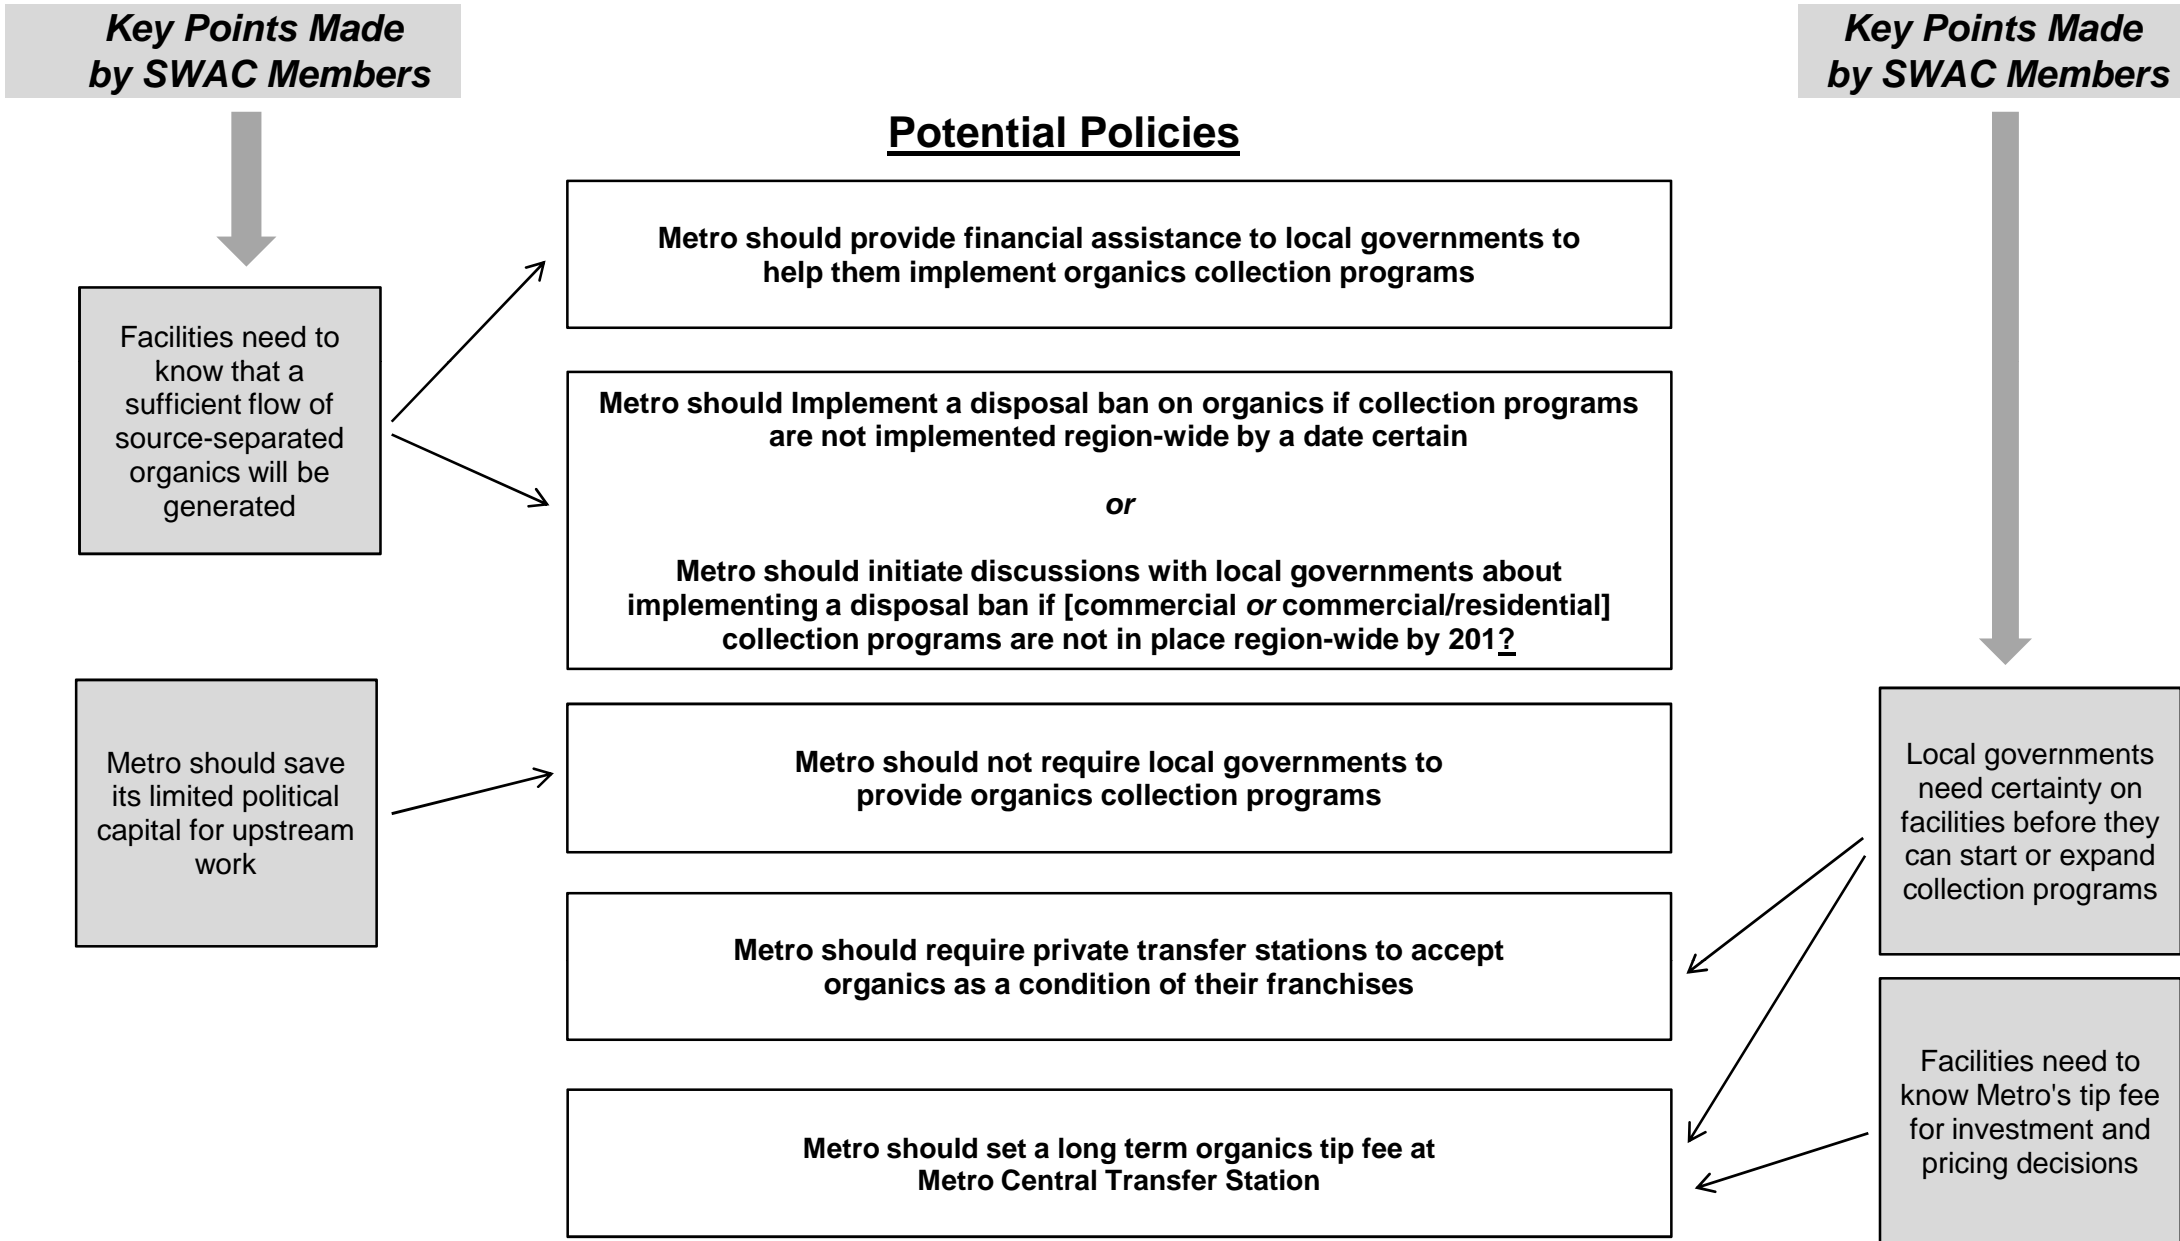 Key Points Made
by SWAC Members
Key Points Made
by SWAC Members
Potential Policies
Facilities need to
know that a
sufficient flow of
source-separated
organics will be
generated
Metro should save
its limited political
capital for upstream
work
Metro should provide financial assistance to local governments to
help them implement organics collection programs
Metro should Implement a disposal ban on organics if collection programs
are not implemented region-wide by a date certain
or
Metro should initiate discussions with local governments about
implementing a disposal ban if [commercial or commercial/residential]
collection programs are not in place region-wide by 201?
Metro should not require local governments to
provide organics collection programs
Metro should require private transfer stations to accept
organics as a condition of their franchises
Metro should set a long term organics tip fee at
Metro Central Transfer Station
Local governments
need certainty on
facilities before they
can start or expand
collection programs
Facilities need to
know Metro's tip fee
for investment and
pricing decisions